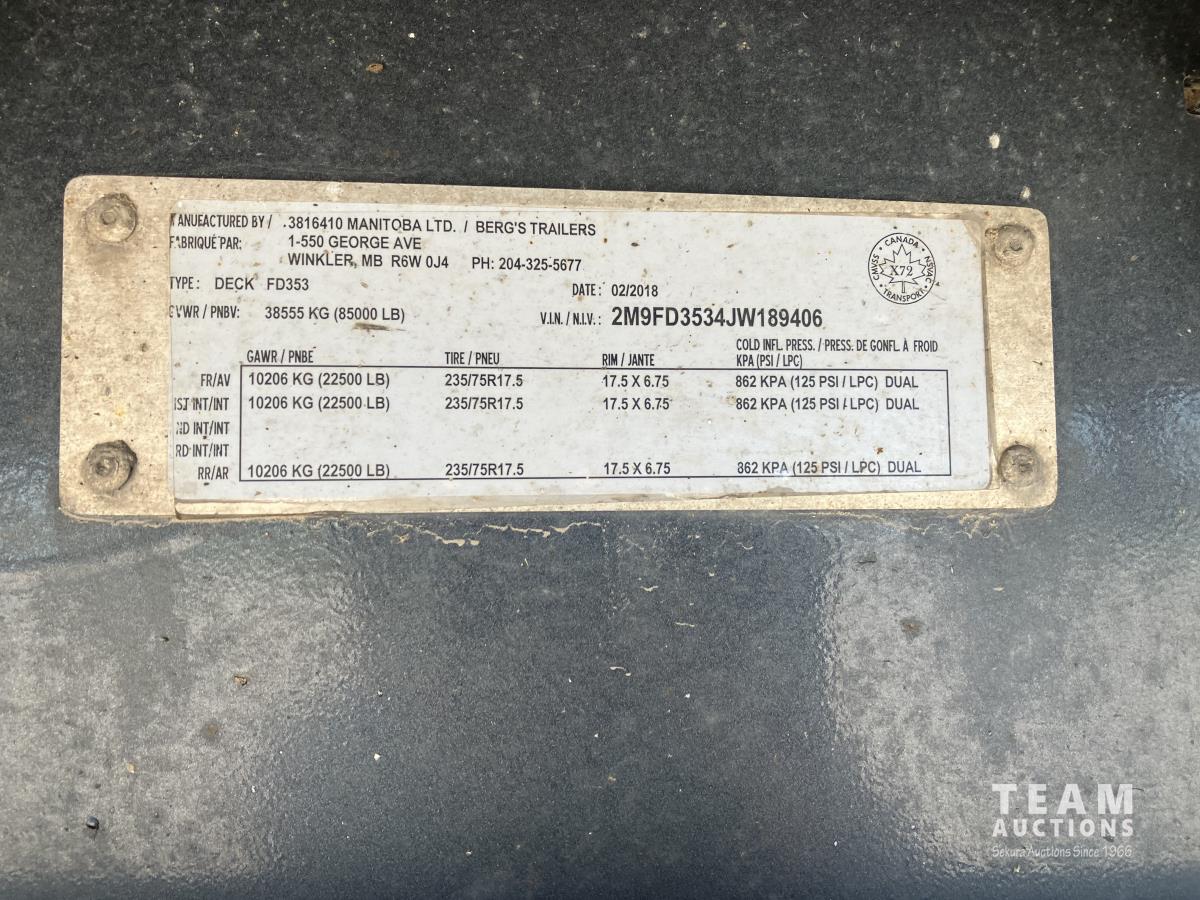 ANUFACTURED BY / .3816410 MANITOBA LTD. / BERG'S TRAILERS
FABRIQUÉ PAR: 1-550 GEORGE AVE
WINKLER, MB R6W 0J4 PH: 204-325-5677
TYPE: DECK FD353 DATE: 02/2018
GVWR / PNBV: 38555 KG (85000 LB) V.I.N. / N.I.V.: 2M9FD3534JW189406
CANADA
CMVSS NSVAC
X72
TRANSPORT
GAWR / PNBE TIRE / PNEU RIM / JANTE COLD INFL. PRESS. / PRESS. DE GONFL. À FROID
KPA (PSI / LPC)
FR/AV 10206 KG (22500 LB) 235/75R17.5 17.5 X 6.75 862 KPA (125 PSI / LPC) DUAL
1ST INT/INT 10206 KG (22500 LB) 235/75R17.5 17.5 X 6.75 862 KPA (125 PSI / LPC) DUAL
ND INT/INT
RD INT/INT
RR/AR 10206 KG (22500 LB) 235/75R17.5 17.5 X 6.75 862 KPA (125 PSI / LPC) DUAL
TEAM
AUCTIONS
Sekura Auctions Since 1966